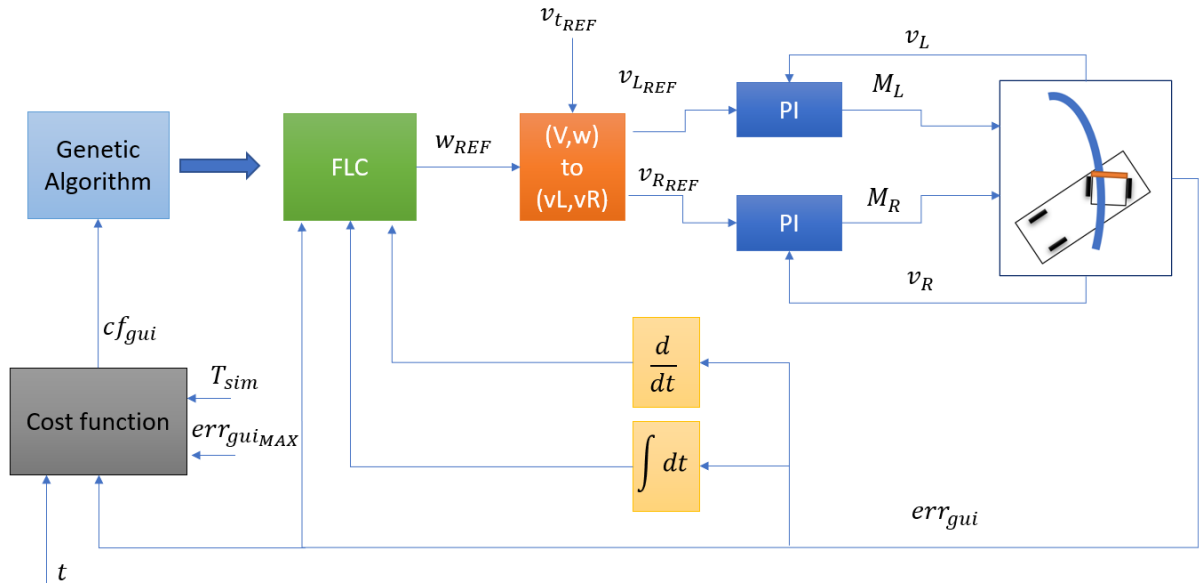 v_{t_{REF}}
v_L
v_{L_{REF}}
M_L
PI
Genetic
Algorithm
FLC
w_{REF}
(V,w)
to
(vL,vR)
v_{R_{REF}}
M_R
PI
v_R
cf_{gui}
\frac{d}{dt}
T_{sim}
Cost function
err_{gui_{MAX}}
∫ dt
err_{gui}
t